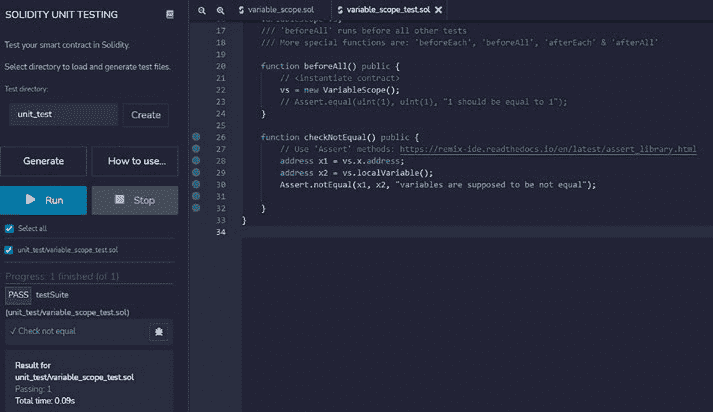 SOLIDITY UNIT TESTING
Test your smart contract in Solidity.
Select directory to load and generate test files.
Test directory:
unit_test
Create
Generate
How to use...
Run
Stop
Select all
unit_test/variable_scope_test.sol
Progress: 1 finished (of 1)
PASS testSuite
(unit_test/variable_scope_test.sol)
✓ Check not equal
Result for
unit_test/variable_scope_test.sol
Passing: 1
Total time: 0.09s
variable_scope.sol
variable_scope_test.sol
17 /// 'beforeAll' runs before all other tests
18 /// More special functions are: 'beforeEach', 'beforeAll', 'afterEach' & 'afterAll'
19
20 function beforeAll() public {
21 // <instantiate contract>
22 vs = new VariableScope();
23 // Assert.equal(uint(1), uint(1), "1 should be equal to 1");
24 }
25
26 function checkNotEqual() public {
27 // Use 'Assert' methods: https://remix-ide.readthedocs.io/en/latest/assert_library.html
28 address x1 = vs.x.address;
29 address x2 = vs.localVariable();
30 Assert.notEqual(x1, x2, "variables are supposed to be not equal");
31
32 }
33 }
34